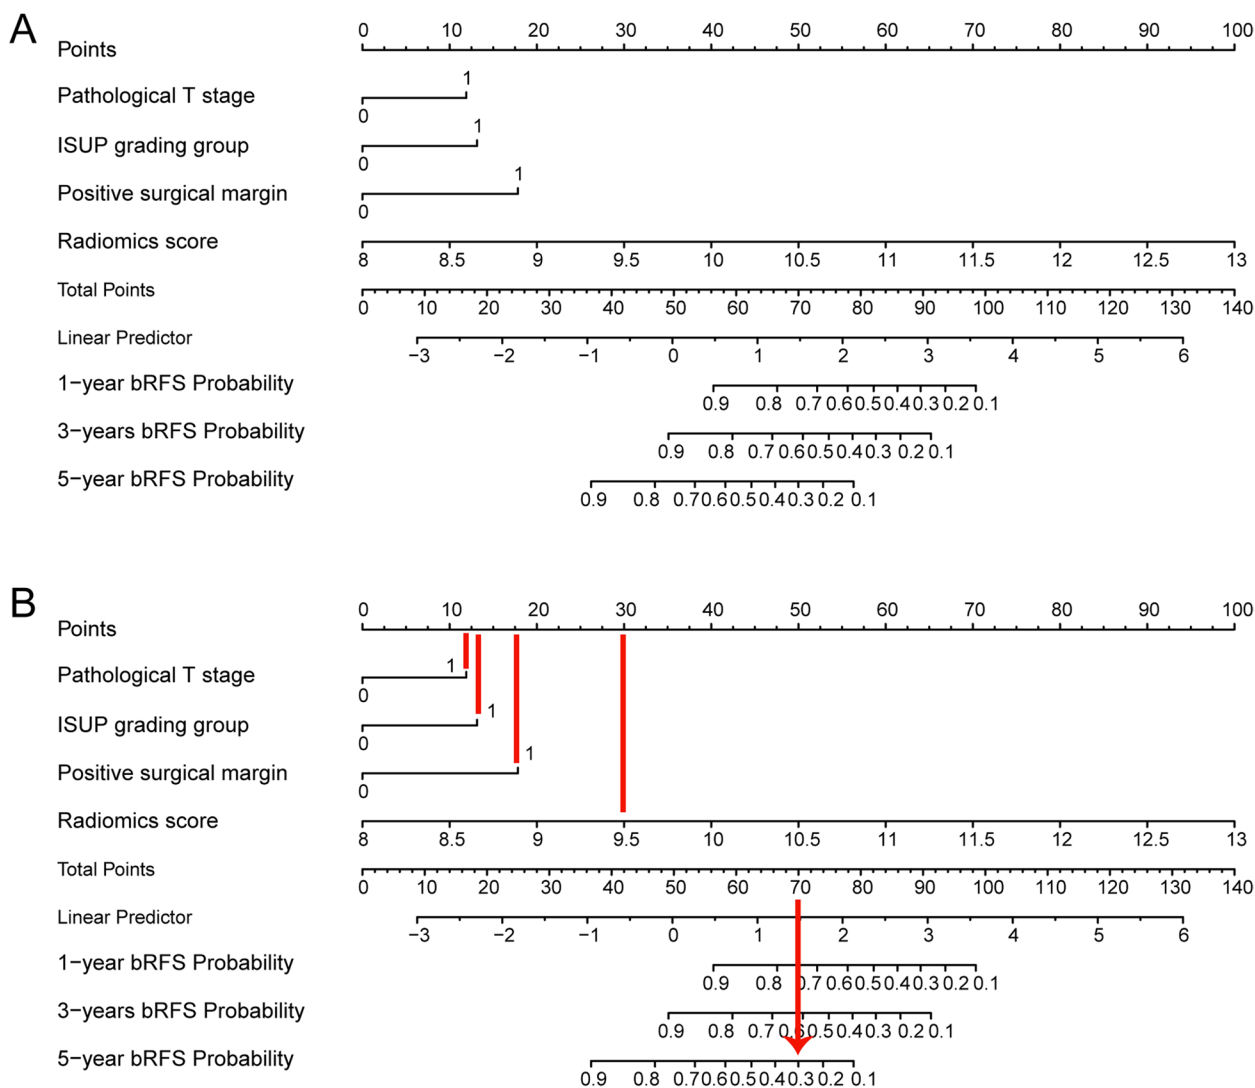 A
0 10 20 30 40 50 60 70 80 90 100
Points
1
Pathological T stage
0
1
ISUP grading group
0
1
Positive surgical margin
0
Radiomics score
8 8.5 9 9.5 10 10.5 11 11.5 12 12.5 13
Total Points
0 10 20 30 40 50 60 70 80 90 100 110 120 130 140
Linear Predictor
−3 −2 −1 0 1 2 3 4 5 6
1−year bRFS Probability
0.9 0.8 0.7 0.6 0.5 0.4 0.3 0.2 0.1
3−years bRFS Probability
0.9 0.8 0.7 0.6 0.5 0.4 0.3 0.2 0.1
5−year bRFS Probability
0.9 0.8 0.7 0.6 0.5 0.4 0.3 0.2 0.1
B
0 10 20 30 40 50 60 70 80 90 100
Points
1
Pathological T stage
0
1
ISUP grading group
0
1
Positive surgical margin
0
Radiomics score
8 8.5 9 9.5 10 10.5 11 11.5 12 12.5 13
Total Points
0 10 20 30 40 50 60 70 80 90 100 110 120 130 140
Linear Predictor
−3 −2 −1 0 1 2 3 4 5 6
1−year bRFS Probability
0.9 0.8 0.7 0.6 0.5 0.4 0.3 0.2 0.1
3−years bRFS Probability
0.9 0.8 0.7 0.6 0.5 0.4 0.3 0.2 0.1
5−year bRFS Probability
0.9 0.8 0.7 0.6 0.5 0.4 0.3 0.2 0.1